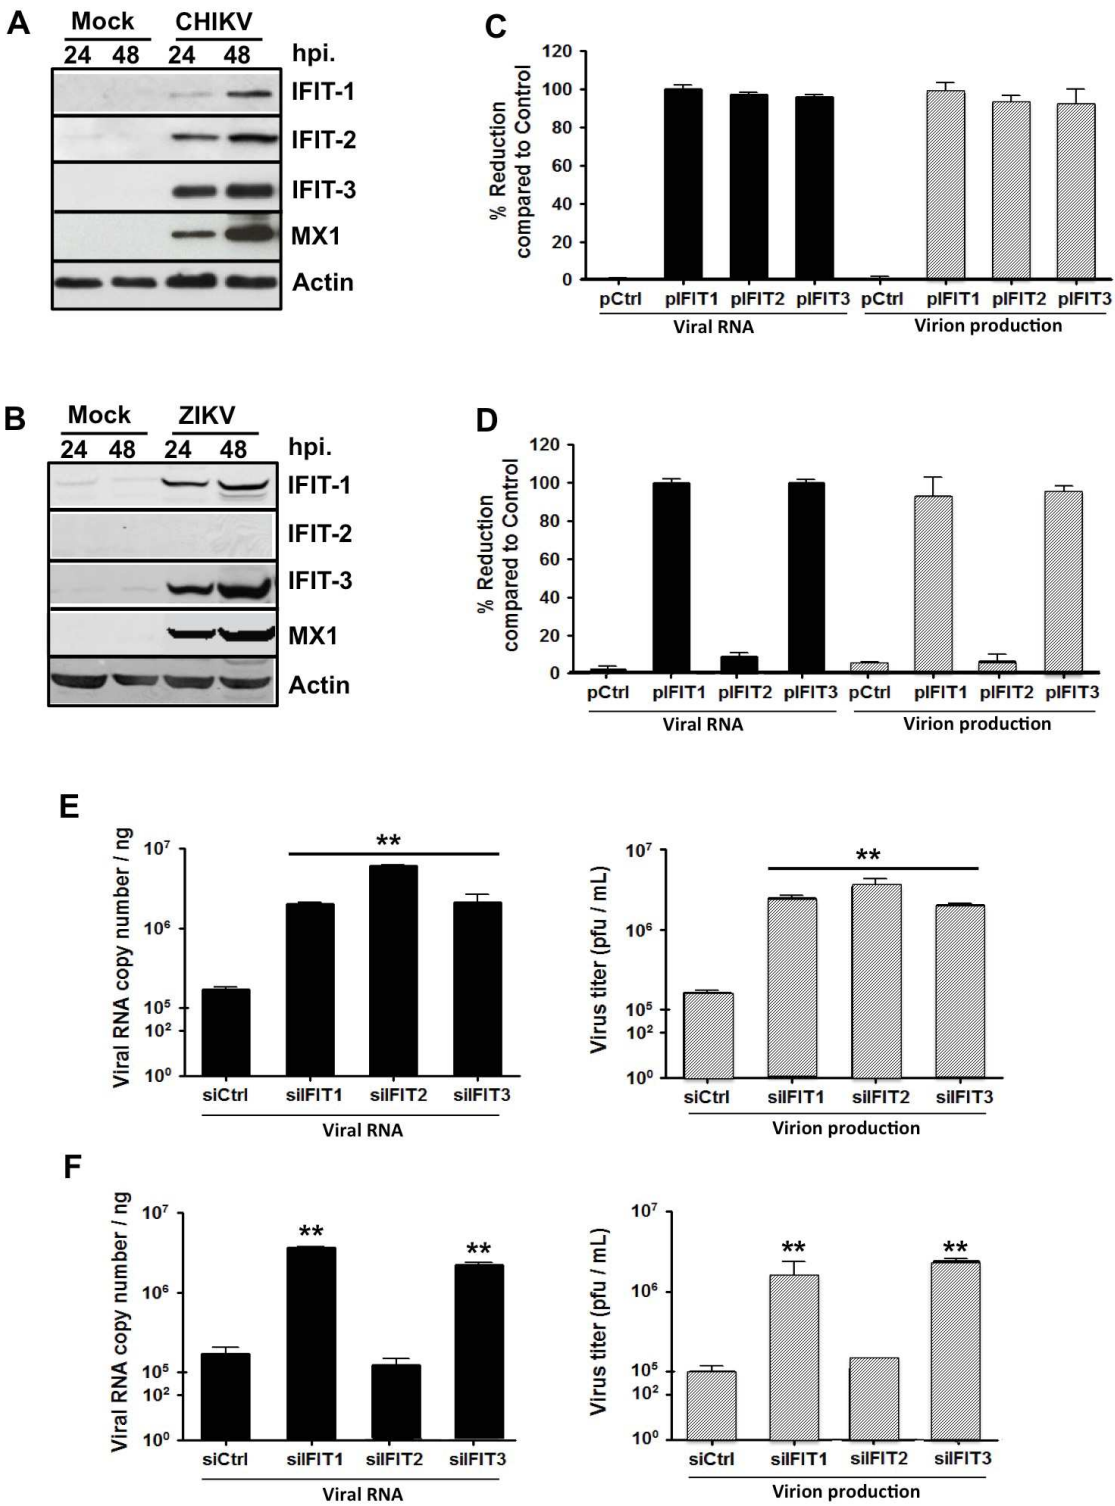 A
Mock CHIKV
24 48 24 48 hpi.
IFIT-1
IFIT-2
IFIT-3
MX1
Actin
C
% Reduction
compared to Control
120
100
80
60
40
20
0
pCtrl pIFIT1 pIFIT2 pIFIT3 pCtrl pIFIT1 pIFIT2 pIFIT3
Viral RNA Virion production
B
Mock ZIKV
24 48 24 48 hpi.
IFIT-1
IFIT-2
IFIT-3
MX1
Actin
D
% Reduction
compared to Control
120
100
80
60
40
20
0
pCtrl pIFIT1 pIFIT2 pIFIT3 pCtrl pIFIT1 pIFIT2 pIFIT3
Viral RNA Virion production
E
Viral RNA copy number / ng
10⁷
10⁶
10⁵
10²
10⁰
**
siCtrl siIFIT1 siIFIT2 siIFIT3
Viral RNA
Virus titer (pfu / mL)
10⁷
10⁶
10⁵
10²
10⁰
**
siCtrl siIFIT1 siIFIT2 siIFIT3
Virion production
F
Viral RNA copy number / ng
10⁷
10⁶
10⁵
10²
10⁰
** **
siCtrl siIFIT1 siIFIT2 siIFIT3
Viral RNA
Virus titer (pfu / mL)
10⁷
10⁶
10⁵
10²
10⁰
** **
siCtrl siIFIT1 siIFIT2 siIFIT3
Virion production